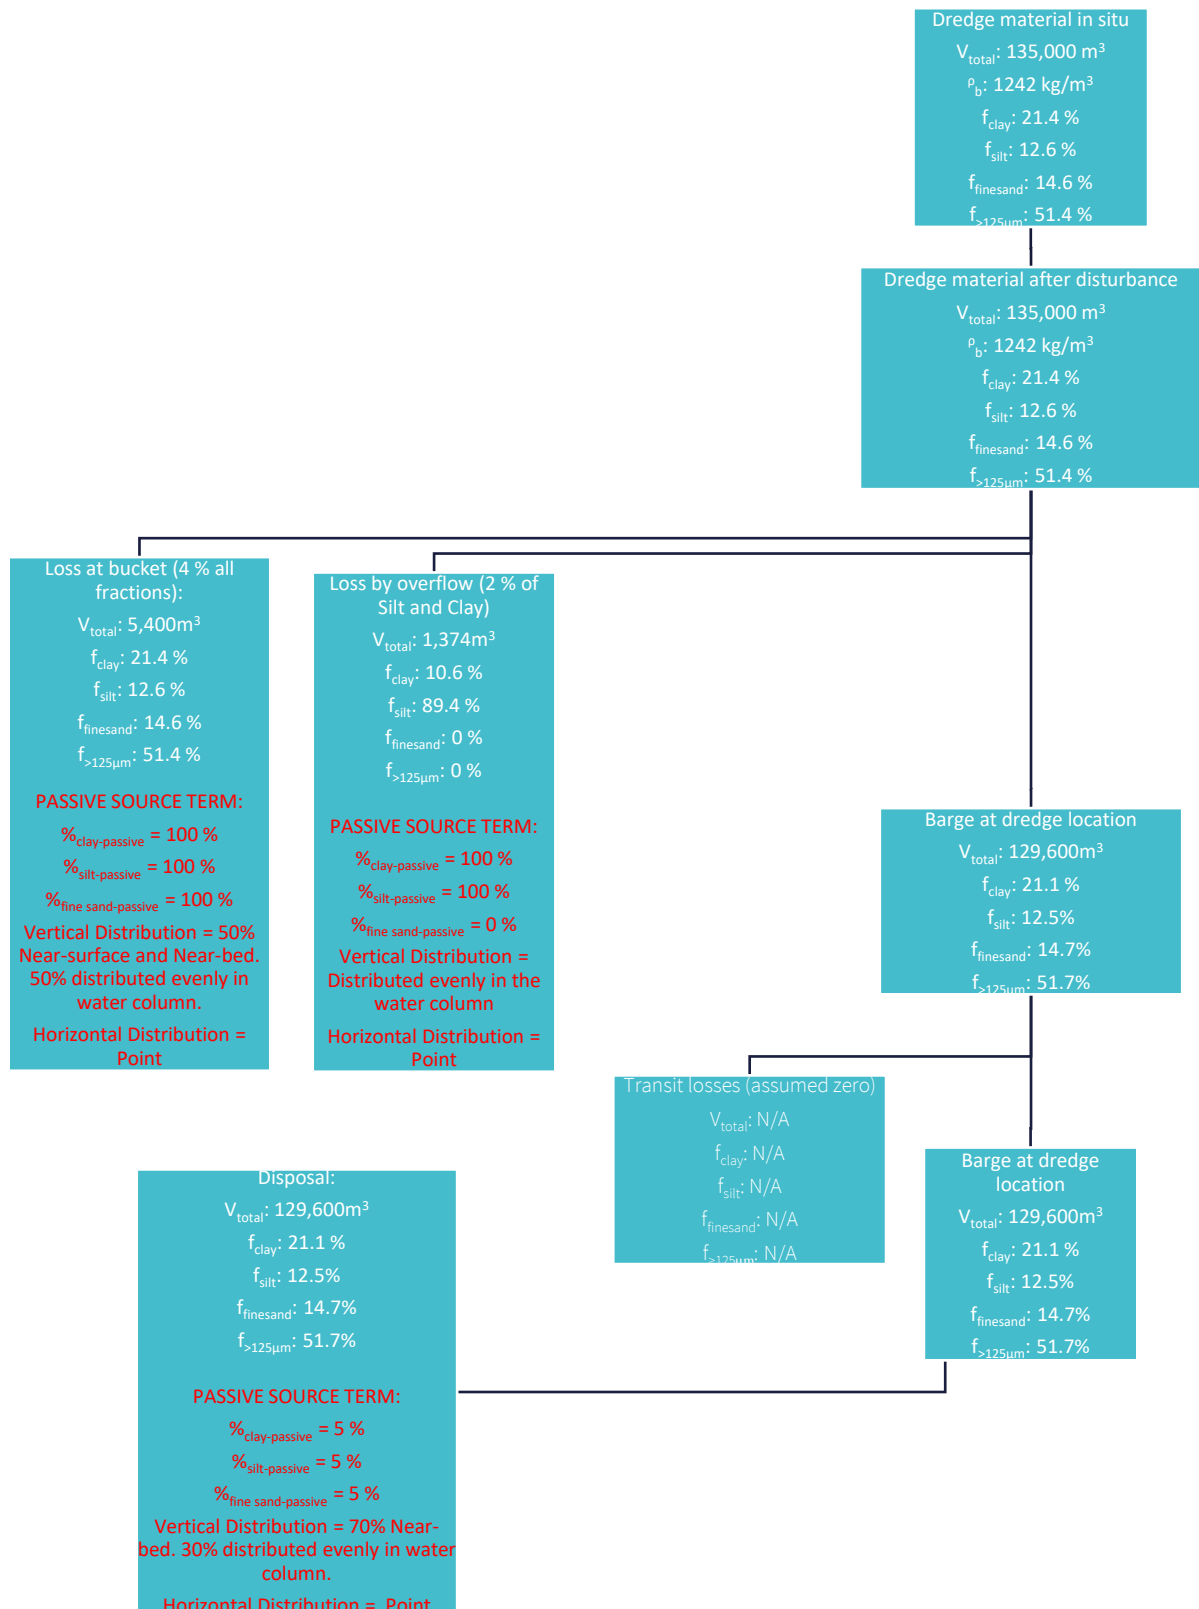 Dredge material in situ
Vtotal: 135,000 m³
ρb: 1242 kg/m³
fclay: 21.4 %
fsilt: 12.6 %
ffinesand: 14.6 %
f>125μm: 51.4 %
Dredge material after disturbance
Vtotal: 135,000 m³
ρb: 1242 kg/m³
fclay: 21.4 %
fsilt: 12.6 %
ffinesand: 14.6 %
f>125μm: 51.4 %
Loss at bucket (4 % all
fractions):
Vtotal: 5,400m³
fclay: 21.4 %
fsilt: 12.6 %
ffinesand: 14.6 %
f>125μm: 51.4 %
PASSIVE SOURCE TERM:
%clay-passive = 100 %
%silt-passive = 100 %
%fine sand-passive = 100 %
Vertical Distribution = 50%
Near-surface and Near-bed.
50% distributed evenly in
water column.
Horizontal Distribution =
Point
Loss by overflow (2 % of
Silt and Clay)
Vtotal: 1,374m³
fclay: 10.6 %
fsilt: 89.4 %
ffinesand: 0 %
f>125μm: 0 %
PASSIVE SOURCE TERM:
%clay-passive = 100 %
%silt-passive = 100 %
%fine sand-passive = 0 %
Vertical Distribution =
Distributed evenly in the
water column
Horizontal Distribution =
Point
Barge at dredge location
Vtotal: 129,600m³
fclay: 21.1 %
fsilt: 12.5%
ffinesand: 14.7%
f>125μm: 51.7%
Transit losses (assumed zero)
Vtotal: N/A
fclay: N/A
fsilt: N/A
ffinesand: N/A
f>125μm: N/A
Barge at dredge
location
Vtotal: 129,600m³
fclay: 21.1 %
fsilt: 12.5%
ffinesand: 14.7%
f>125μm: 51.7%
Disposal:
Vtotal: 129,600m³
fclay: 21.1 %
fsilt: 12.5%
ffinesand: 14.7%
f>125μm: 51.7%
PASSIVE SOURCE TERM:
%clay-passive = 5 %
%silt-passive = 5 %
%fine sand-passive = 5 %
Vertical Distribution = 70% Near-
bed. 30% distributed evenly in water
column.
Horizontal Distribution = Point